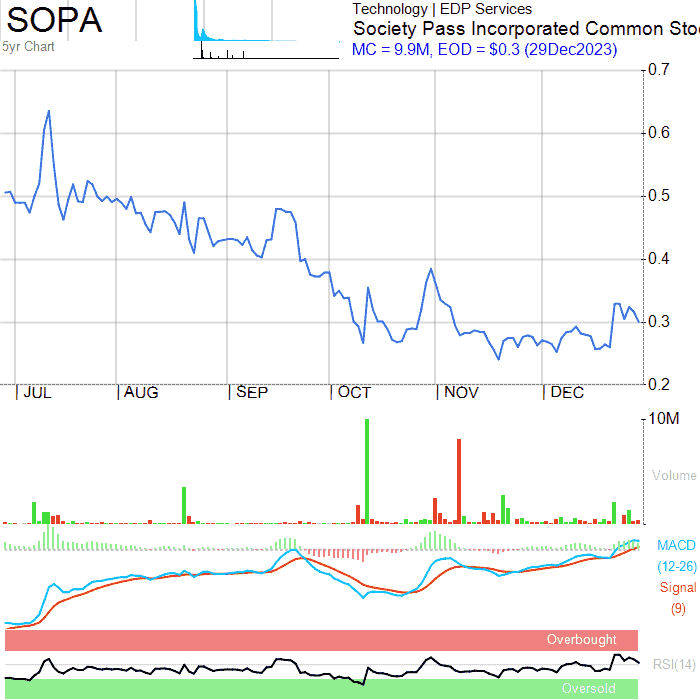 SOPA
5yr Chart
Technology | EDP Services
Society Pass Incorporated Common Sto
MC = 9.9M, EOD = $0.3 (29Dec2023)
0.7
0.6
0.5
0.4
0.3
0.2
JUL AUG SEP OCT NOV DEC
10M
Volume
MACD
(12-26)
Signal
(9)
Overbought
RSI(14)
Oversold